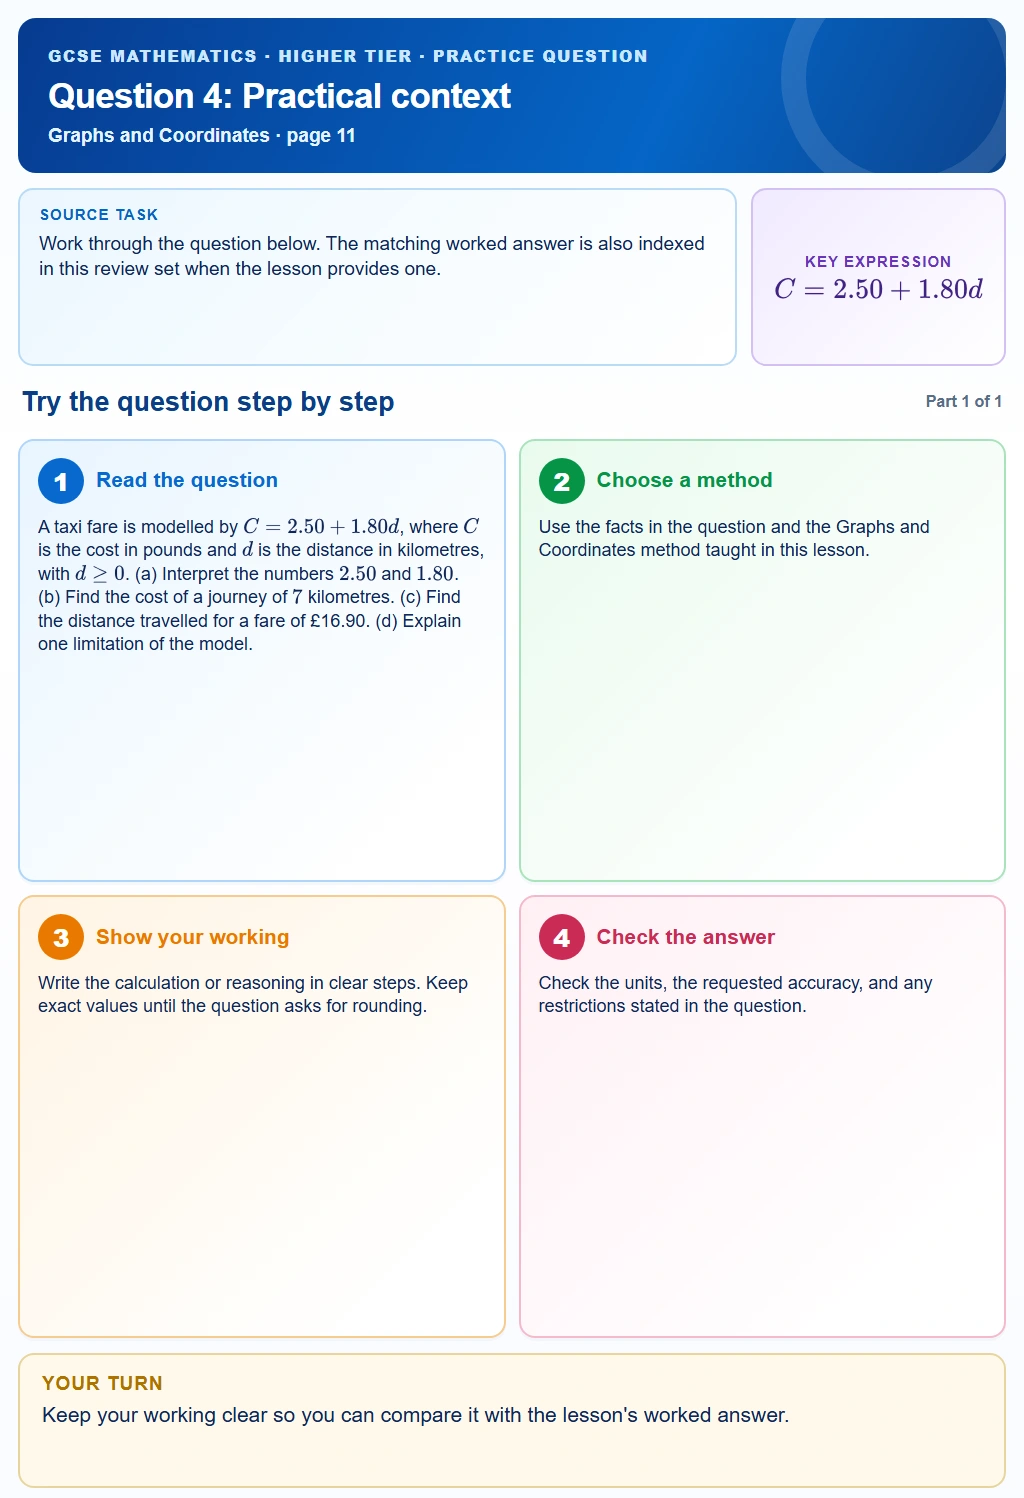 GCSE MATHEMATICS · HIGHER TIER · PRACTICE QUESTION
Question 4: Practical context
Graphs and Coordinates · page 11
SOURCE TASK
Work through the question below. The matching worked answer is also indexed
in this review set when the lesson provides one.
KEY EXPRESSION
C = 2.50 + 1.80d
Try the question step by step
Part 1 of 1
1 Read the question
A taxi fare is modelled by C = 2.50 + 1.80d, where C
is the cost in pounds and d is the distance in kilometres,
with d ≥ 0. (a) Interpret the numbers 2.50 and 1.80.
(b) Find the cost of a journey of 7 kilometres. (c) Find
the distance travelled for a fare of £16.90. (d) Explain
one limitation of the model.
2 Choose a method
Use the facts in the question and the Graphs and
Coordinates method taught in this lesson.
3 Show your working
Write the calculation or reasoning in clear steps. Keep
exact values until the question asks for rounding.
4 Check the answer
Check the units, the requested accuracy, and any
restrictions stated in the question.
YOUR TURN
Keep your working clear so you can compare it with the lesson's worked answer.